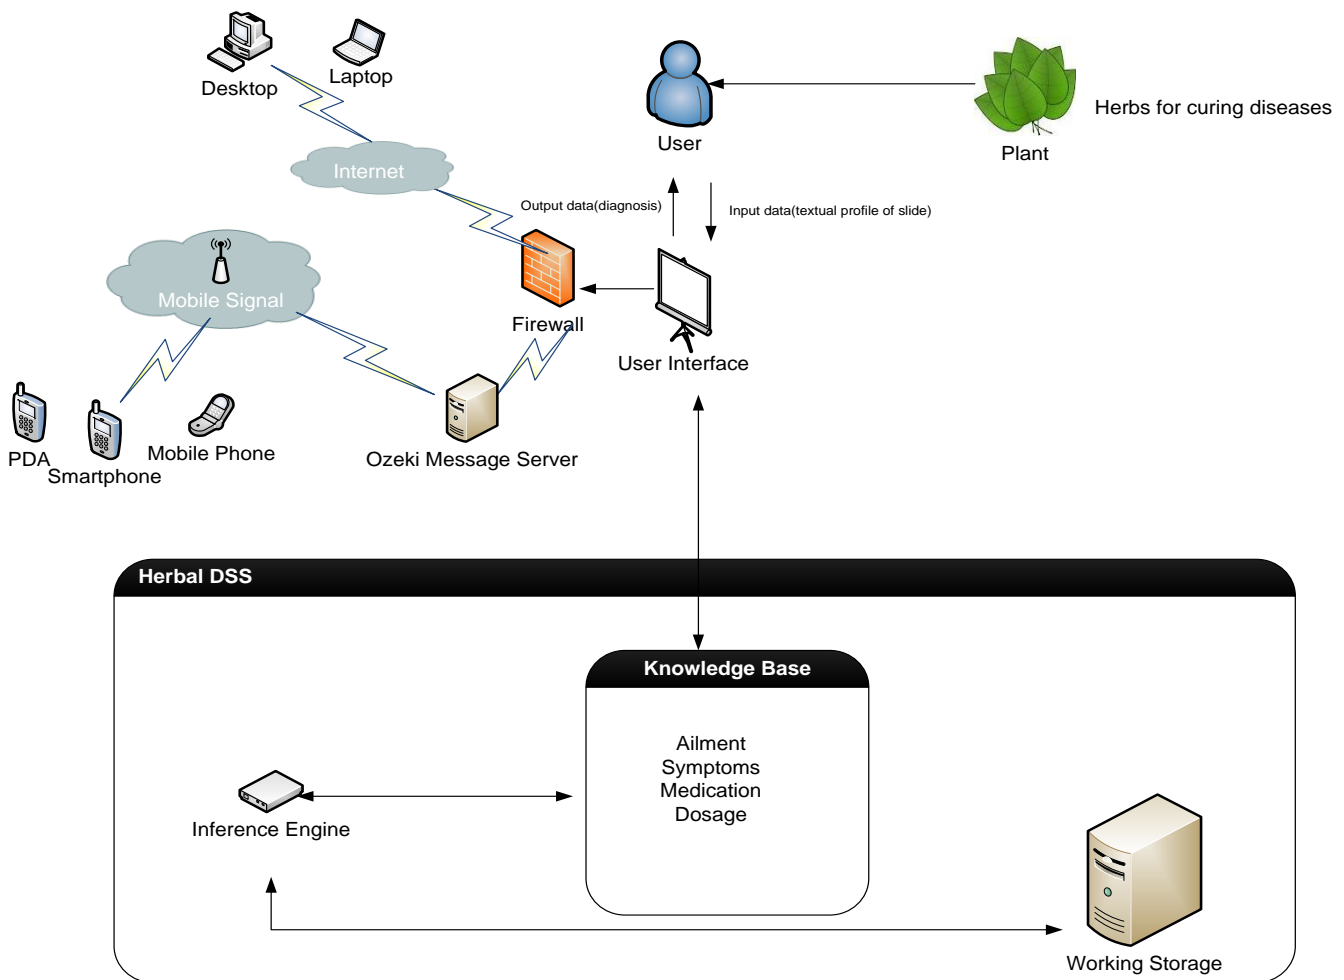 Desktop
Laptop
User
Plant
Herbs for curing diseases
Internet
Output data(diagnosis)
Input data(textual profile of slide)
Mobile Signal
Firewall
User Interface
PDA
Smartphone
Mobile Phone
Ozeki Message Server
Herbal DSS
Knowledge Base
Ailment
Symptoms
Medication
Dosage
Inference Engine
Working Storage